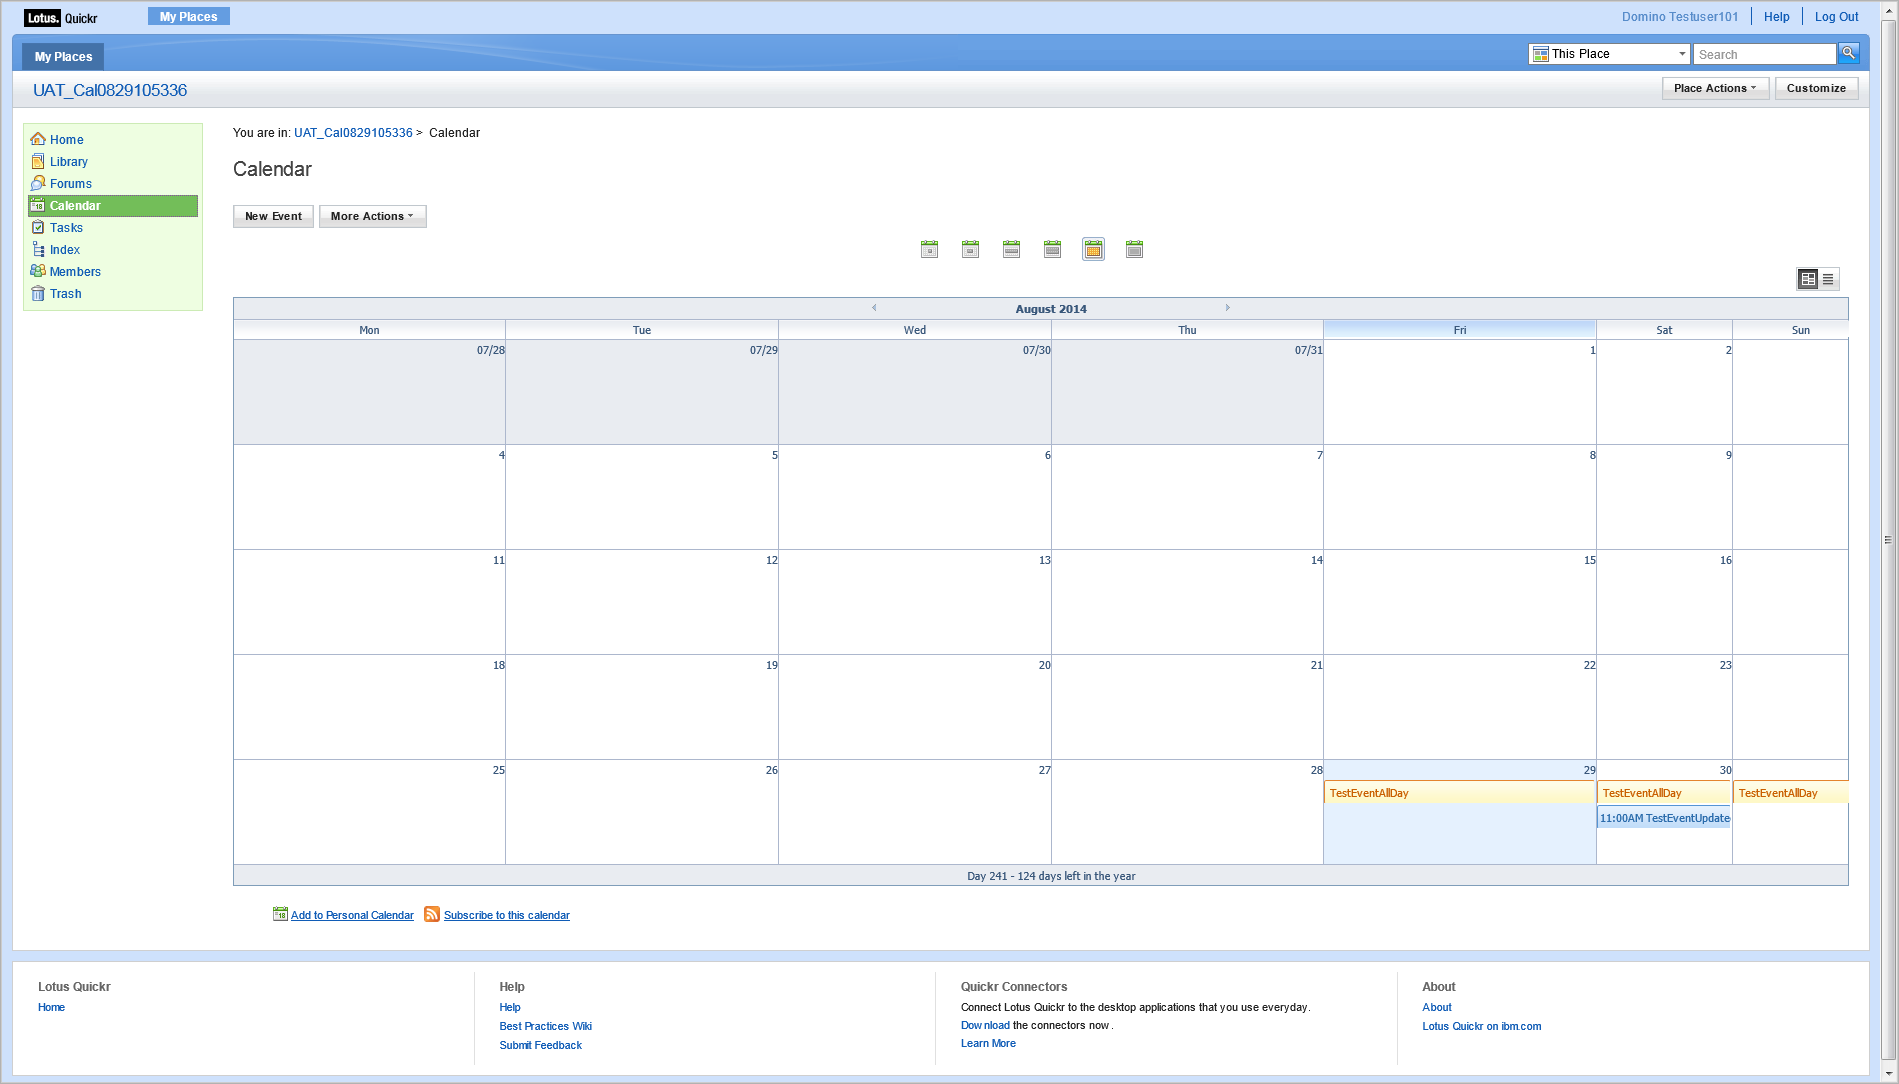 Lotus. Quickr My Places Domino Testuser101 Help Log Out
My Places This Place Search
UAT_Cal0829105336 Place Actions Customize
Home
Library
Forums
Calendar
Tasks
Index
Members
Trash
You are in: UAT_Cal0829105336 > Calendar
Calendar
New Event More Actions
August 2014
Mon Tue Wed Thu Fri Sat Sun
07/28 07/29 07/30 07/31 1 2
4 5 6 7 8 9
11 12 13 14 15 16
18 19 20 21 22 23
25 26 27 28 29 30
TestEventAllDay TestEventAllDay TestEventAllDay
11:00AM TestEventUpdate
Day 241 - 124 days left in the year
Add to Personal Calendar Subscribe to this calendar
Lotus Quickr
Home
Help
Help
Best Practices Wiki
Submit Feedback
Quickr Connectors
Connect Lotus Quickr to the desktop applications that you use everyday.
Download the connectors now.
Learn More
About
About
Lotus Quickr on ibm.com